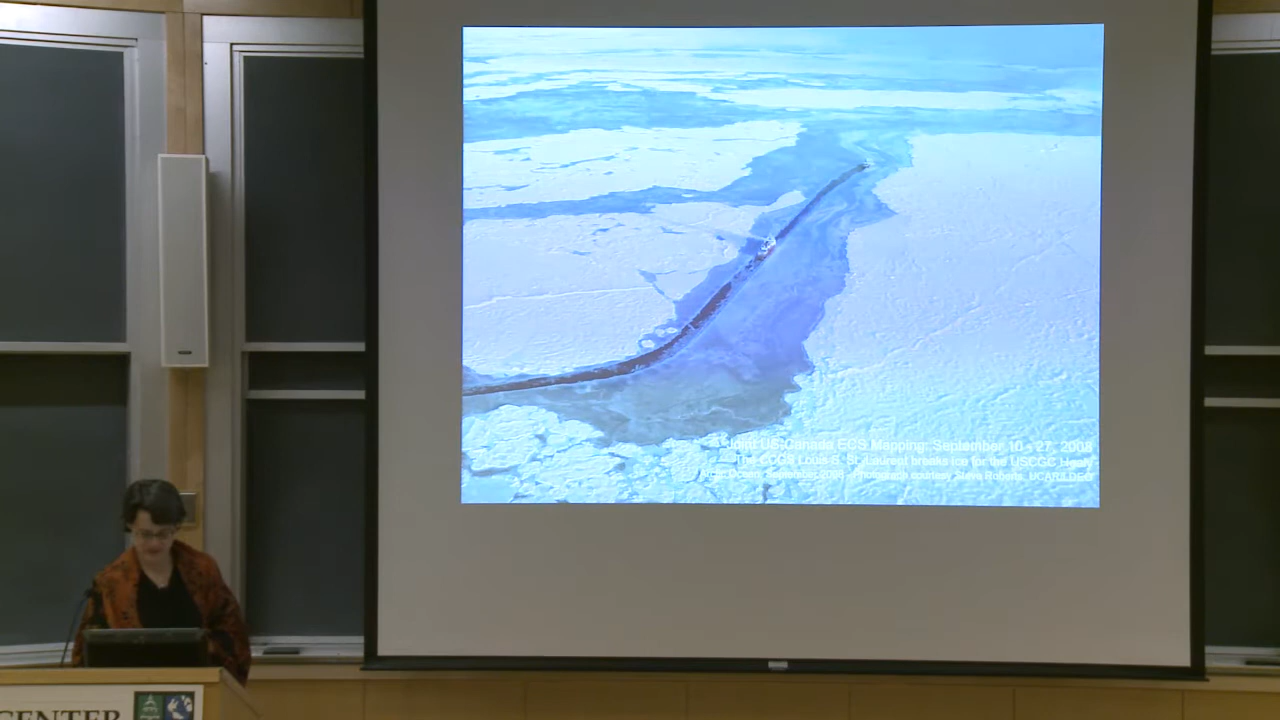 Joint US-Canada ECS Mapping: September 10 - 27, 2008
The CCGS Louis S. St. Laurent breaks ice for the USCGC Healy
photograph courtesy Steve Roberts, UCAR/LDEO
CENTER